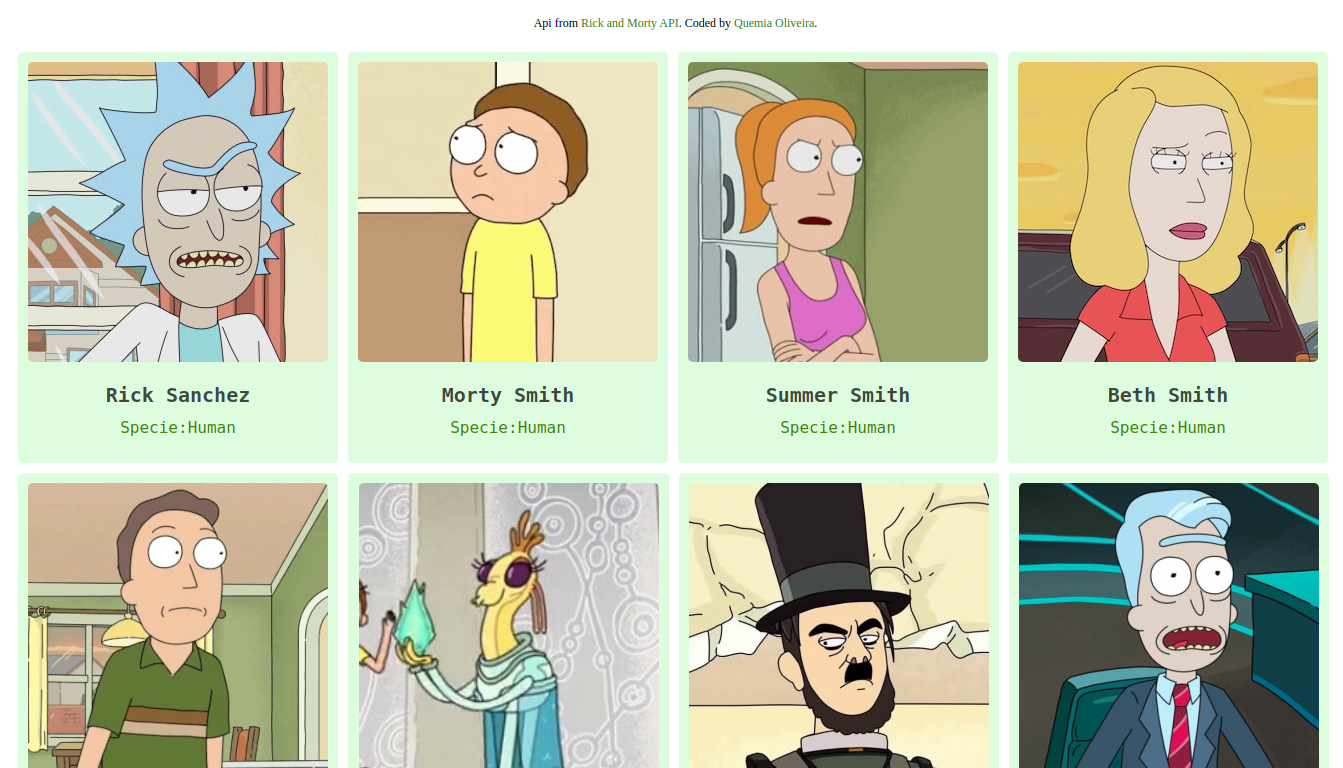 Api from Rick and Morty API. Coded by Quemia Oliveira.
Rick Sanchez
Specie:Human
Morty Smith
Specie:Human
Summer Smith
Specie:Human
Beth Smith
Specie:Human